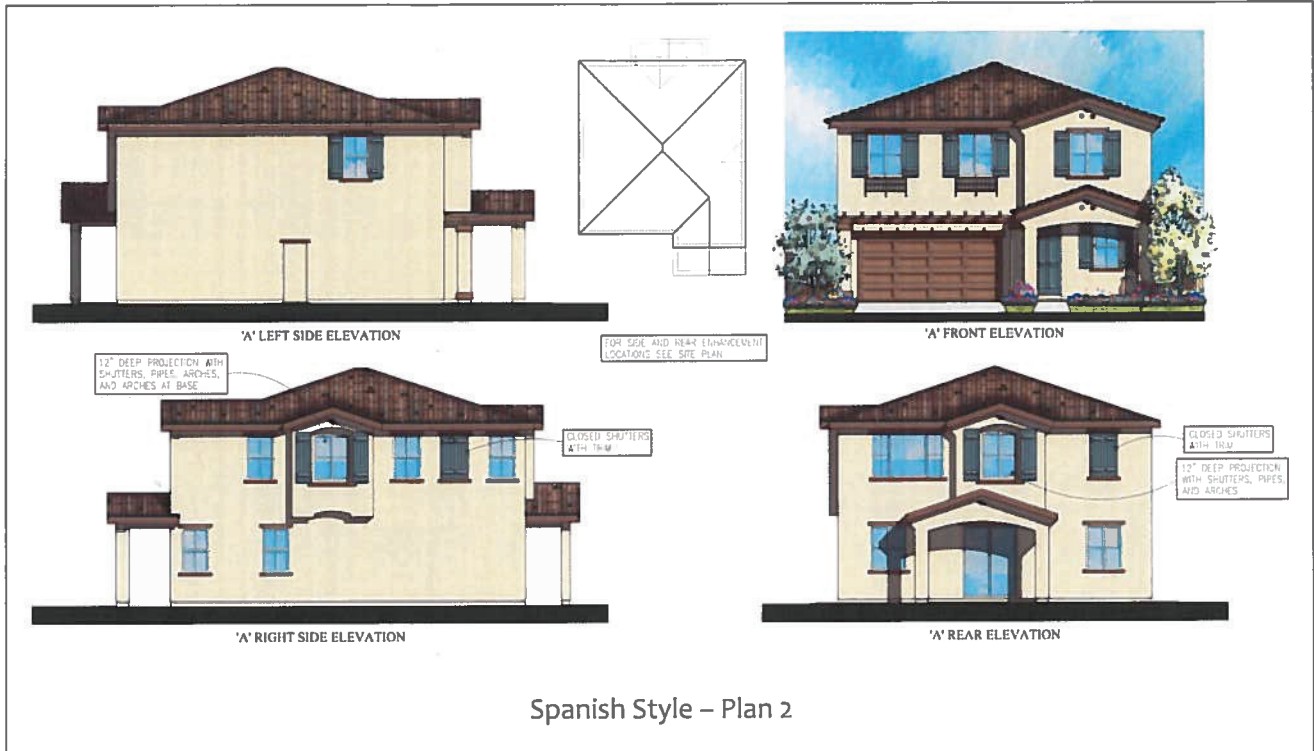 'A' LEFT SIDE ELEVATION
'A' FRONT ELEVATION
FOR SIDE AND REAR ENHANCEMENT
LOCATIONS SEE SITE PLAN
12" DEEP PROJECTION WITH
SHUTTERS, PIPES, ARCHES,
AND ARCHES AT BASE
CLOSED SHUTTERS
WITH TRIM
CLOSED SHUTTERS
WITH TRIM
12" DEEP PROJECTION
WITH SHUTTERS, PIPES,
AND ARCHES
'A' RIGHT SIDE ELEVATION
'A' REAR ELEVATION
Spanish Style – Plan 2